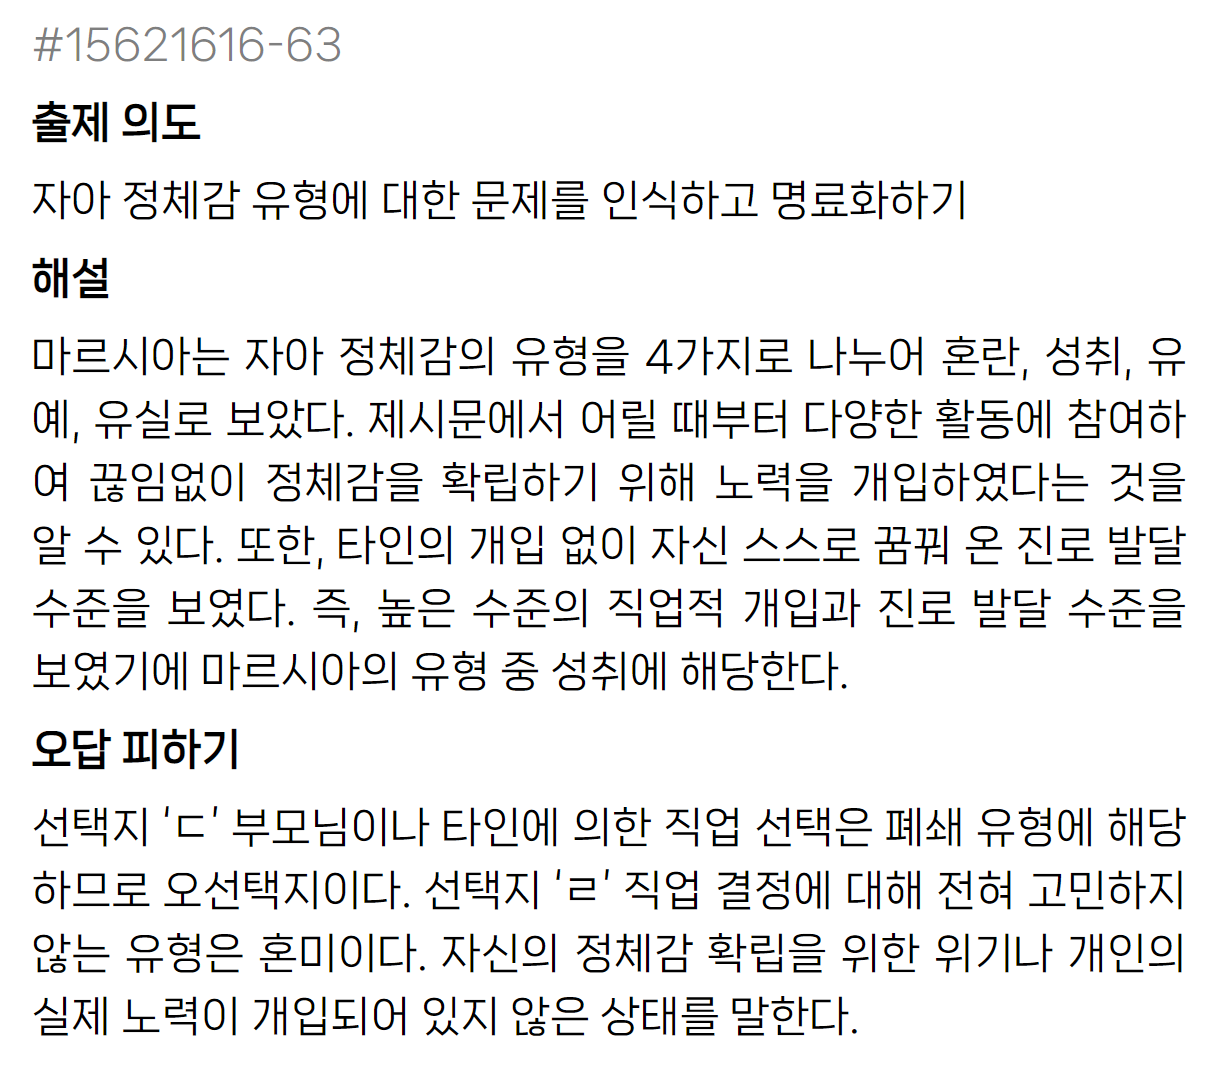 #15621616-63
출제 의도
자아 정체감 유형에 대한 문제를 인식하고 명료화하기
해설
마르시아는 자아 정체감의 유형을 4가지로 나누어 혼란, 성취, 유
예, 유실로 보았다. 제시문에서 어릴 때부터 다양한 활동에 참여하
여 끊임없이 정체감을 확립하기 위해 노력을 개입하였다는 것을
알 수 있다. 또한, 타인의 개입 없이 자신 스스로 꿈꿔 온 진로 발달
수준을 보였다. 즉, 높은 수준의 직업적 개입과 진로 발달 수준을
보였기에 마르시아의 유형 중 성취에 해당한다.
오답 피하기
선택지 ‘ㄷ’ 부모님이나 타인에 의한 직업 선택은 폐쇄 유형에 해당
하므로 오선택지이다. 선택지 ‘ㄹ’ 직업 결정에 대해 전혀 고민하지
않는 유형은 혼미이다. 자신의 정체감 확립을 위한 위기나 개인의
실제 노력이 개입되어 있지 않은 상태를 말한다.